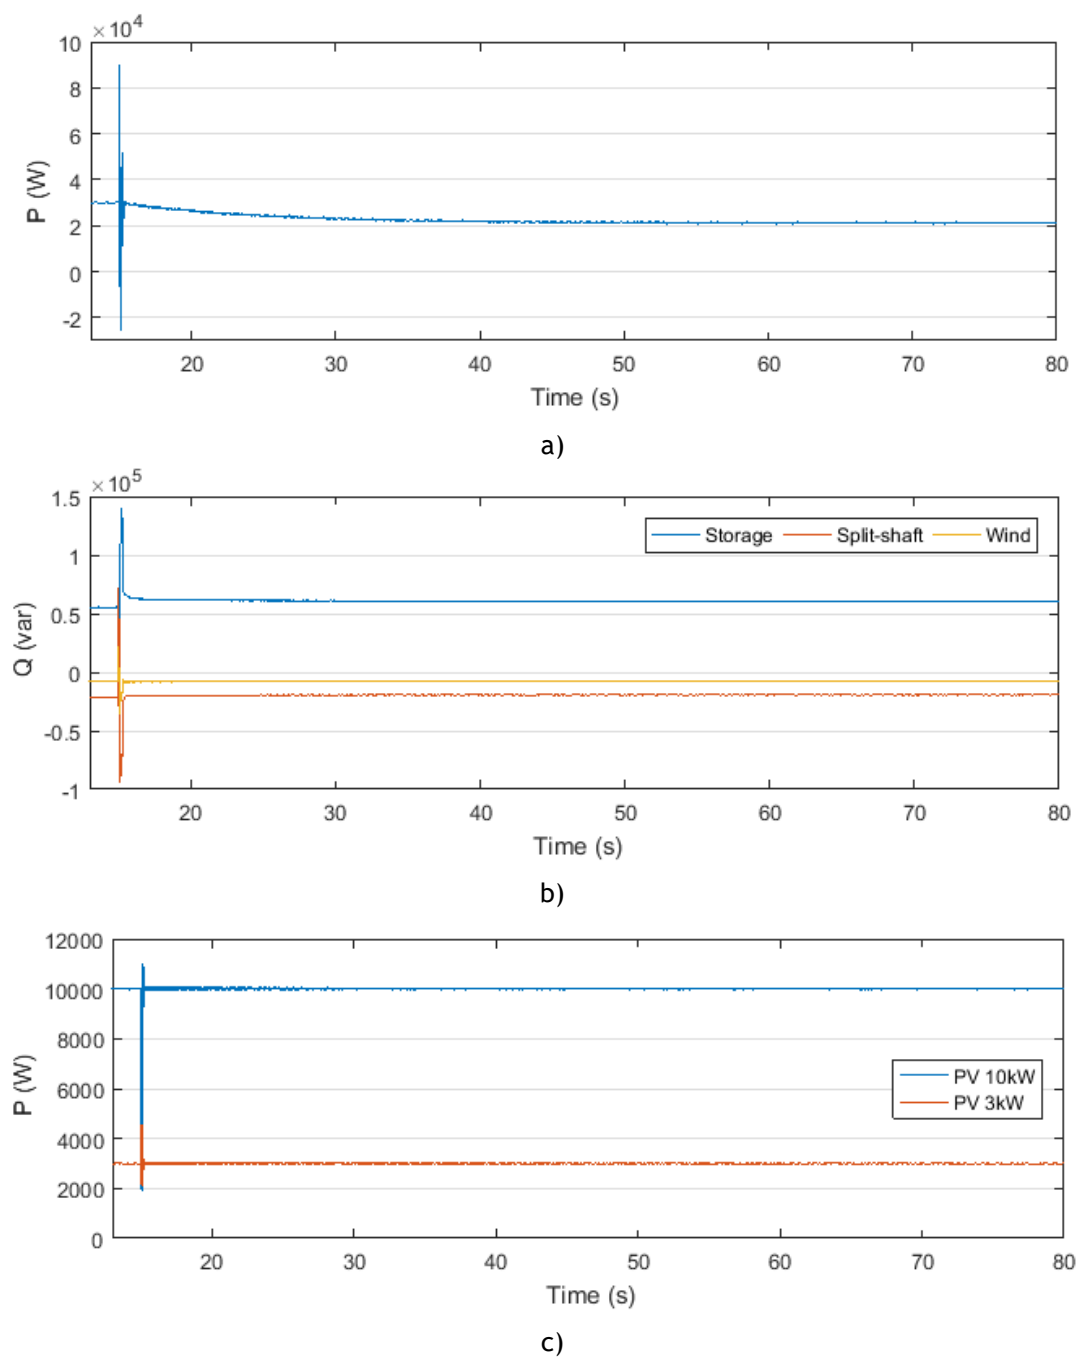 ×10^4
10
8
6
4
2
0
-2
P (W)
20 30 40 50 60 70 80
Time (s)
a)
×10^5
1.5
1
0.5
0
-0.5
-1
Q (var)
Storage Split-shaft Wind
20 30 40 50 60 70 80
Time (s)
b)
12000
10000
8000
6000
4000
2000
0
P (W)
PV 10kW
PV 3kW
20 30 40 50 60 70 80
Time (s)
c)